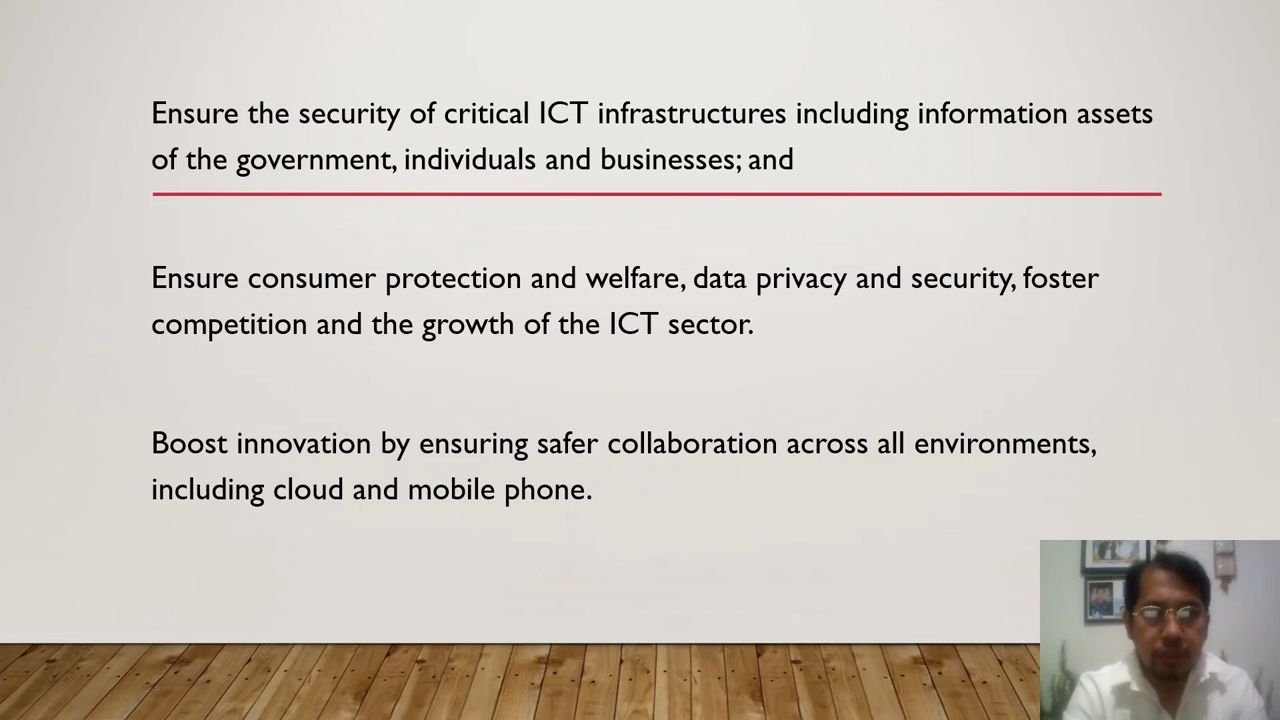 Ensure the security of critical ICT infrastructures including information assets
of the government, individuals and businesses; and
Ensure consumer protection and welfare, data privacy and security, foster
competition and the growth of the ICT sector.
Boost innovation by ensuring safer collaboration across all environments,
including cloud and mobile phone.